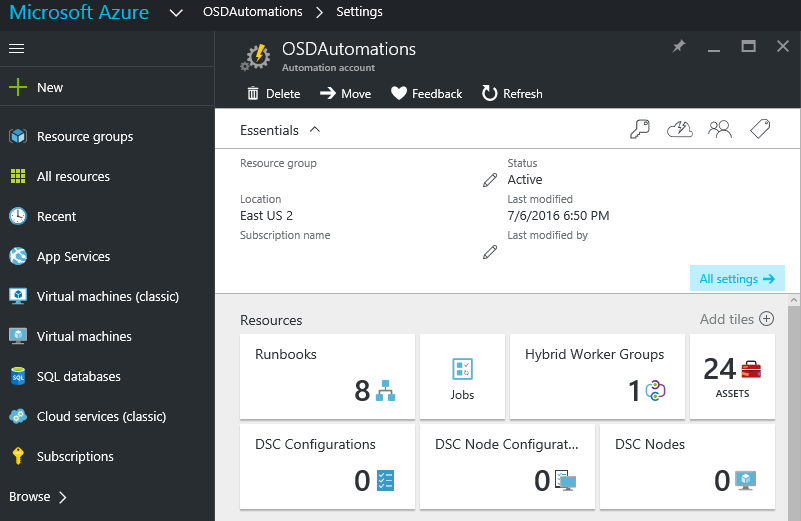 Microsoft Azure
OSDAutomations
Settings
OSDAutomations
Automation account
New
Delete
Move
Feedback
Refresh
Resource groups
All resources
Recent
App Services
Virtual machines (classic)
Virtual machines
SQL databases
SQL
Cloud services (classic)
Subscriptions
Browse
Essentials
Resource group
Status
Active
Location
East US 2
Last modified
7/6/2016 6:50 PM
Subscription name
Last modified by
All settings
Resources
Add tiles
Runbooks
8
Jobs
Hybrid Worker Groups
1
24
ASSETS
DSC Configurations
0
DSC Node Configurat...
0
DSC Nodes
0